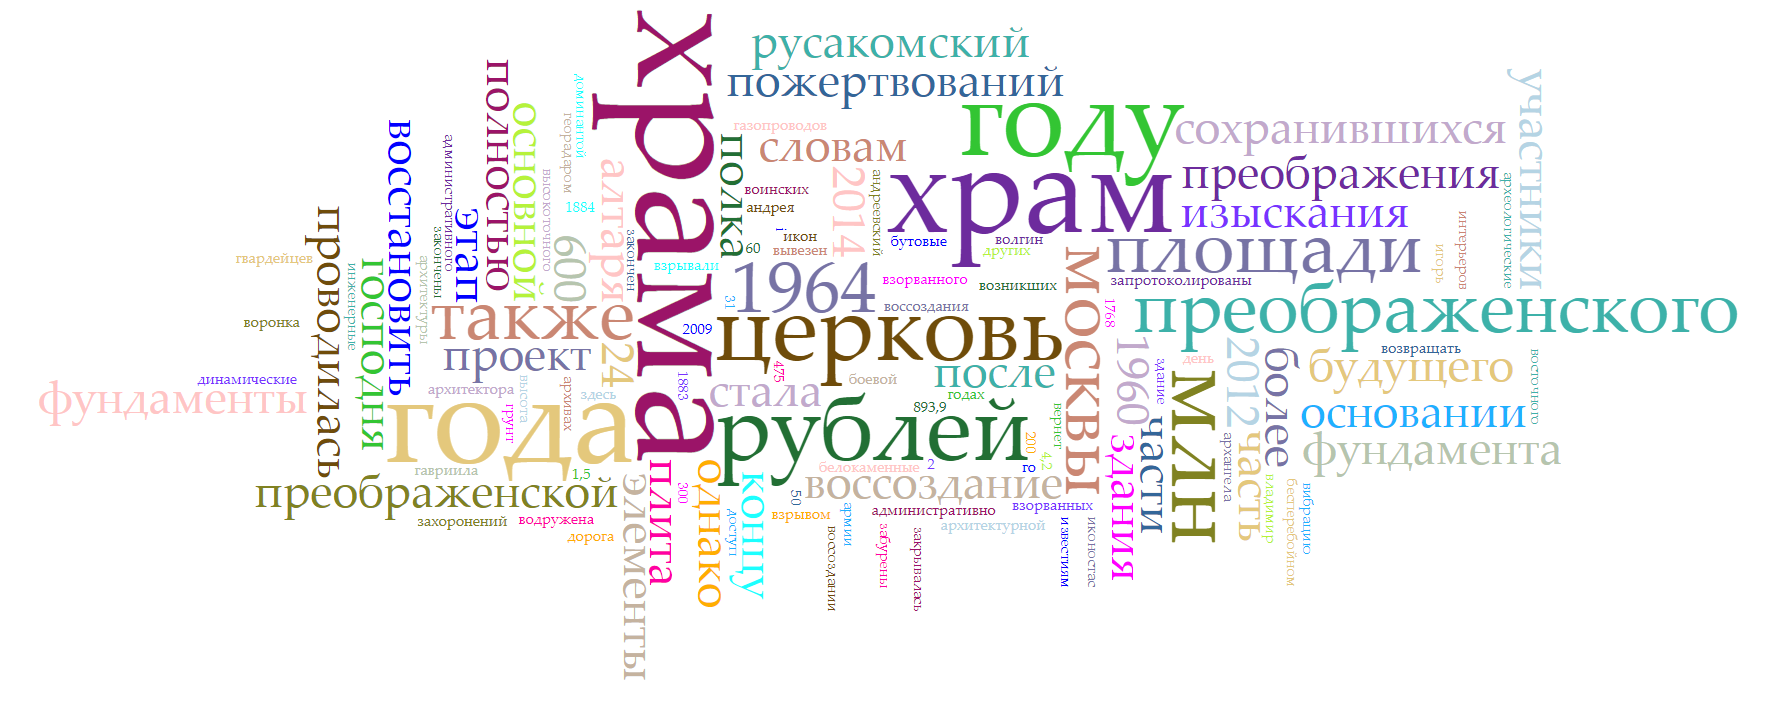 русакомский
пожертвований
храма
году
участники
полностью
основной
доминантой
георадаром
газопроводов
словам
сохранившихся
восстановить
административного
полка
храм
преображения
алтаря
высокоточного
воинских
2014
андреевский
археологические
1884
андрея
изыскания
проводилась
этап
закончены
600
закончен
i
икон
60
вывезен
бутовые
волгин
других
площади
интерьеров
игорь
гвардейцев
господня
инженерные
архитектуры
взрывали
1964
взорванного
возникших
запротоколированы
москвы
31
воссоздания
1768
преображенского
воронка
также
2009
церковь
проект
24
1960
здание
день
2012
более
возвращать
восточного
будущего
фундаменты
динамические
архитектора
высота
архивах
здесь
1883
475
стала
боевой
после
годах
893,9
вернет
млн
основании
года
грунт
рублей
200
4,2
здания
части
часть
архангела
фундамента
гавриила
1,5
плита
300
однако
концу
белокаменные
2
го
владимир
бесперебойном
вибрацию
преображенской
элементы
доступ
50
воссоздание
захоронений
водружена
дорога
взрывом
воссоздании
армии
забурены
административно
закрывалась
архитектурной
взорванных
известиям
иконостас